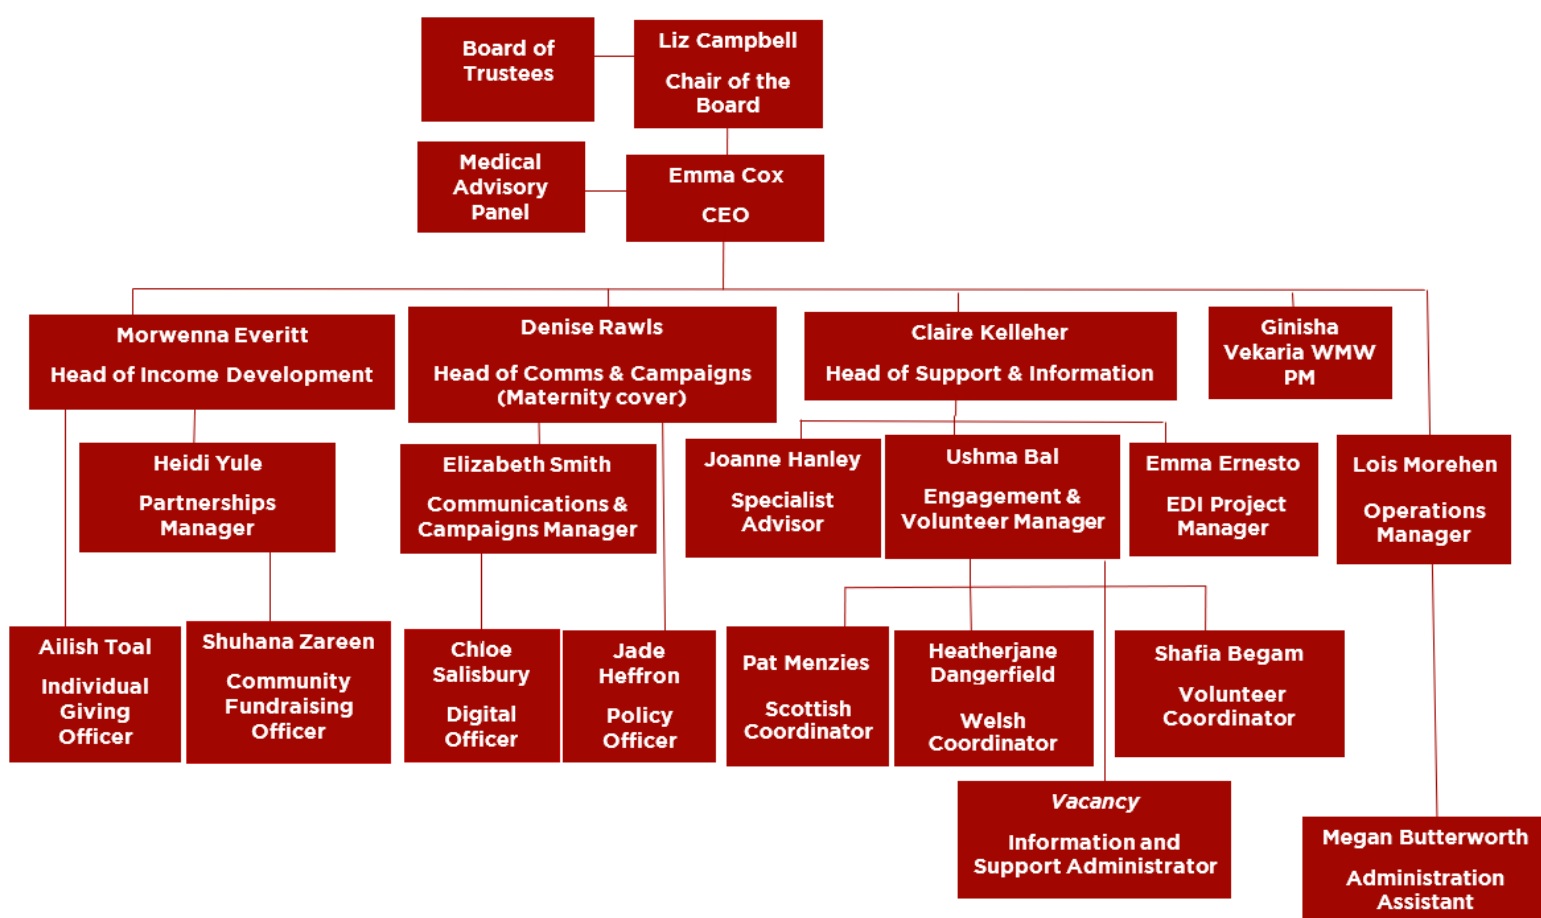 Board of
Trustees
Liz Campbell
Chair of the
Board
Medical
Advisory
Panel
Emma Cox
CEO
Morwenna Everitt
Head of Income Development
Denise Rawls
Head of Comms & Campaigns
(Maternity cover)
Claire Kelleher
Head of Support & Information
Ginisha
Vekaria WMW
PM
Heidi Yule
Partnerships
Manager
Elizabeth Smith
Communications &
Campaigns Manager
Joanne Hanley
Specialist
Advisor
Ushma Bal
Engagement &
Volunteer Manager
Emma Ernesto
EDI Project
Manager
Lois Morehen
Operations
Manager
Ailish Toal
Individual
Giving
Officer
Shuhana Zareen
Community
Fundraising
Officer
Chloe
Salisbury
Digital
Officer
Jade
Heffron
Policy
Officer
Pat Menzies
Scottish
Coordinator
Heatherjane
Dangerfield
Welsh
Coordinator
Shafia Begam
Volunteer
Coordinator
Vacancy
Information and
Support Administrator
Megan Butterworth
Administration
Assistant